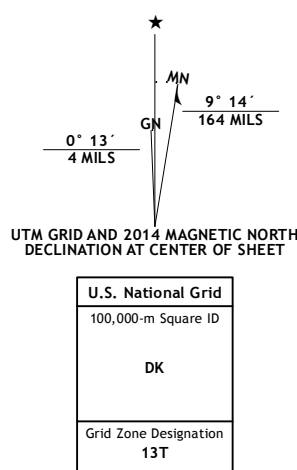 ★
MN
GN
9° 14´
164 MILS
0° 13´
4 MILS
UTM GRID AND 2014 MAGNETIC NORTH
DECLINATION AT CENTER OF SHEET
U.S. National Grid
100,000-m Square ID
DK
Grid Zone Designation
13T